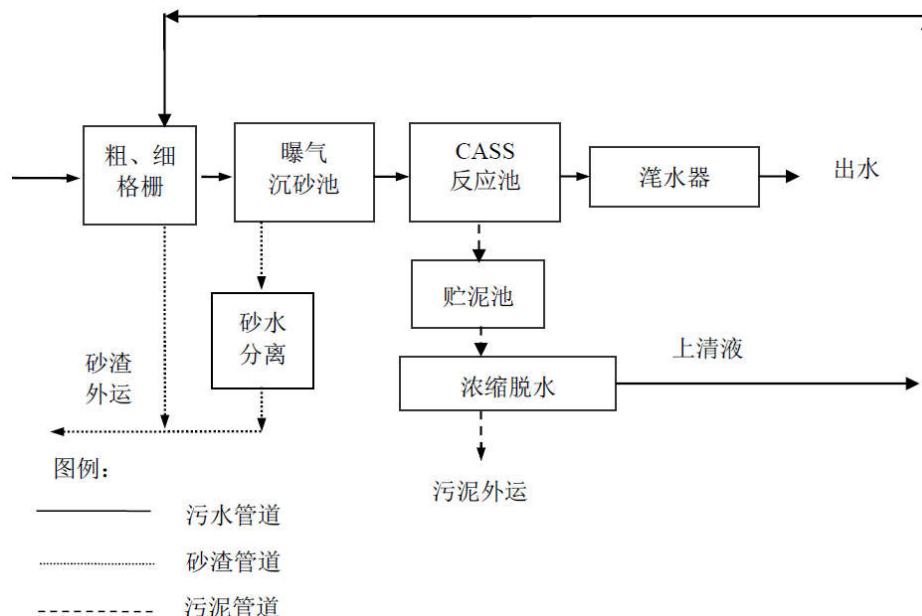 粗、细
格栅
曝气
沉砂池
CASS
反应池
滗水器
出水
贮泥池
砂水
分离
上清液
砂渣
外运
浓缩脱水
图例：
污泥外运
污水管道
砂渣管道
污泥管道